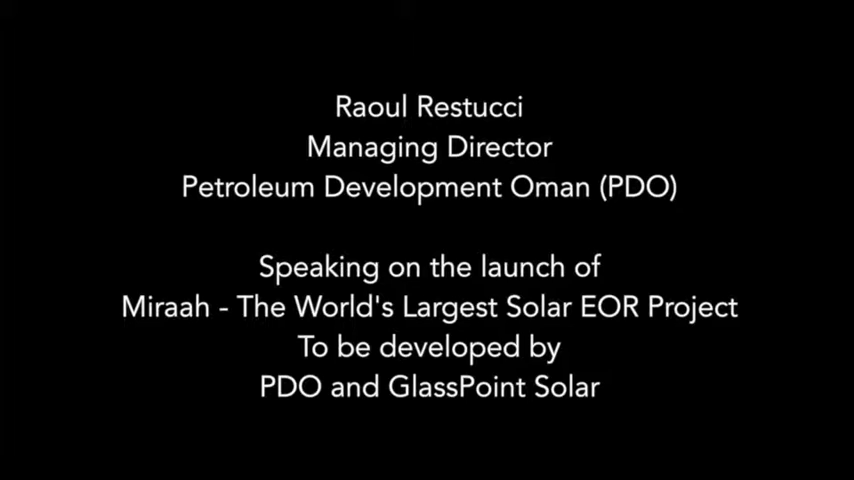 Raoul Restucci
Managing Director
Petroleum Development Oman (PDO)
Speaking on the launch of
Miraah - The World's Largest Solar EOR Project
To be developed by
PDO and GlassPoint Solar